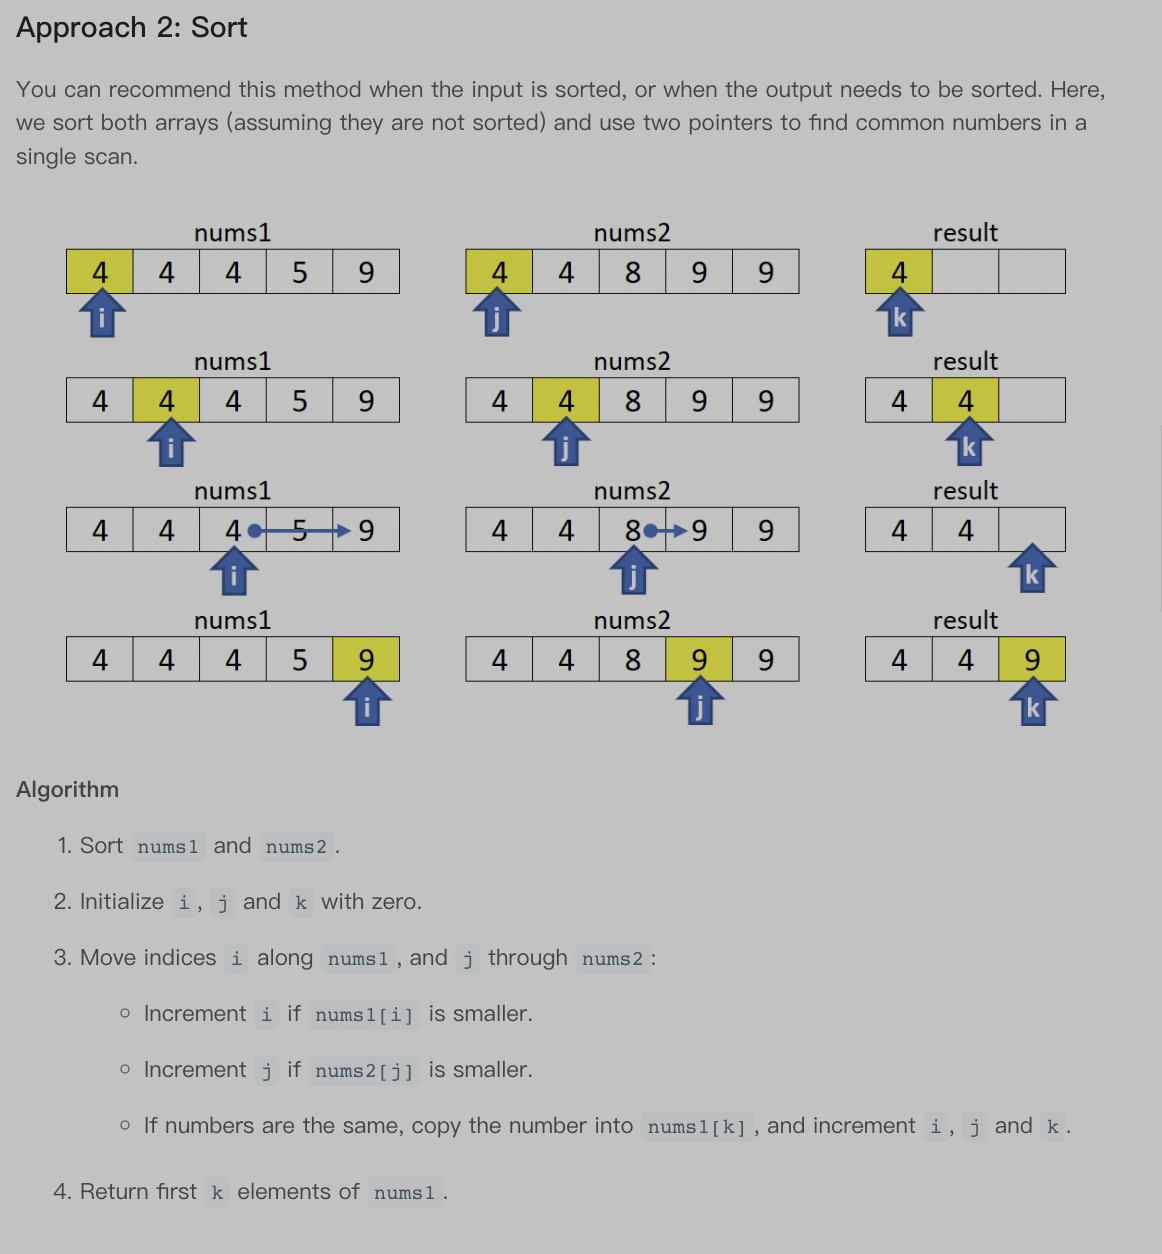 Approach 2: Sort
You can recommend this method when the input is sorted, or when the output needs to be sorted. Here,
we sort both arrays (assuming they are not sorted) and use two pointers to find common numbers in a
single scan.
nums1 nums2 result
4 4 4 5 9 4 4 8 9 9 4
i j k
nums1 nums2 result
4 4 4 5 9 4 4 8 9 9 4 4
i j k
nums1 nums2 result
4 4 4 5 9 4 4 8 9 9 4 4
i j k
nums1 nums2 result
4 4 4 5 9 4 4 8 9 9 4 4 9
i j k
Algorithm
1. Sort nums1 and nums2 .
2. Initialize i , j and k with zero.
3. Move indices i along nums1 , and j through nums2 :
○ Increment i if nums1[i] is smaller.
○ Increment j if nums2[j] is smaller.
○ If numbers are the same, copy the number into nums1[k] , and increment i , j and k .
4. Return first k elements of nums1 .